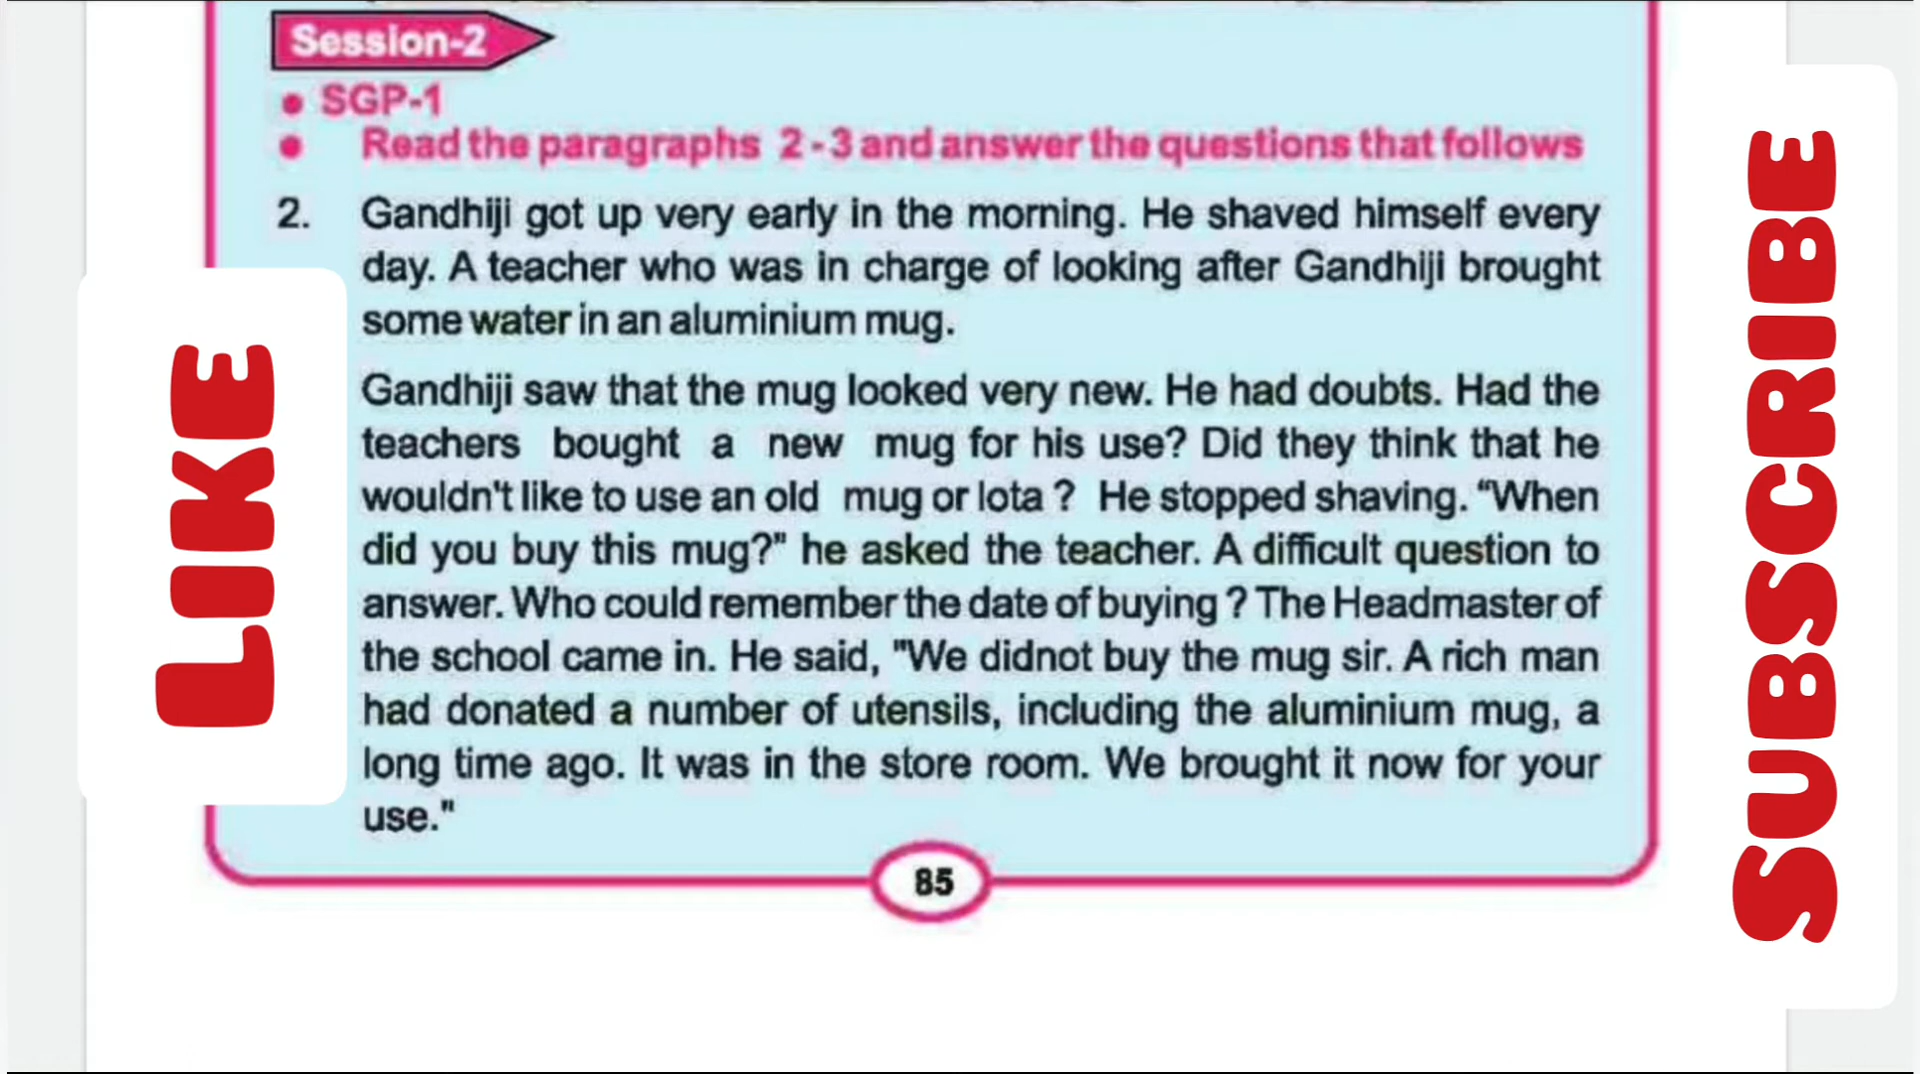 Session-2
• SGP-1
• Read the paragraphs 2 - 3 and answer the questions that follows
2. Gandhiji got up very early in the morning. He shaved himself every
day. A teacher who was in charge of looking after Gandhiji brought
some water in an aluminium mug.
Gandhiji saw that the mug looked very new. He had doubts. Had the
teachers bought a new mug for his use? Did they think that he
wouldn't like to use an old mug or lota ? He stopped shaving. “When
did you buy this mug?" he asked the teacher. A difficult question to
answer. Who could remember the date of buying ? The Headmaster of
the school came in. He said, "We didnot buy the mug sir. A rich man
had donated a number of utensils, including the aluminium mug, a
long time ago. It was in the store room. We brought it now for your
use."
85
LIKE
SUBSCRIBE